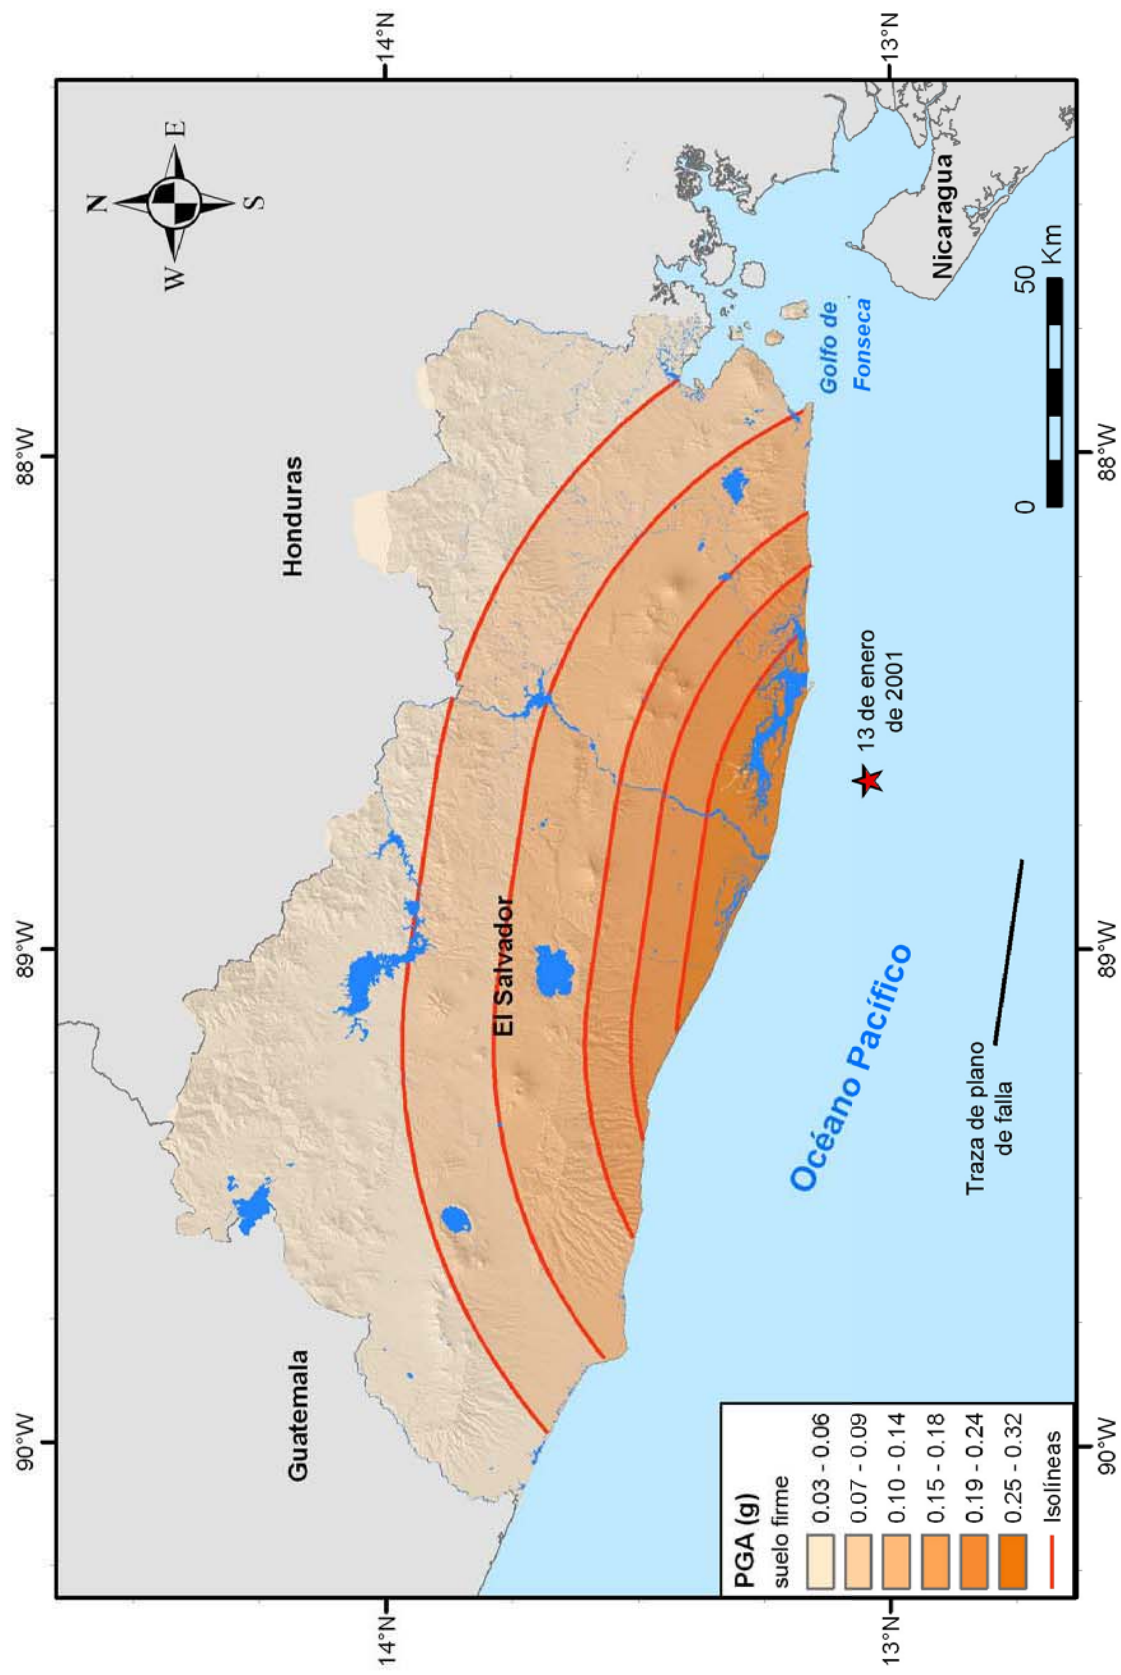 90°W
89°W
88°W
14°N
14°N
13°N
13°N
90°W
89°W
88°W
N
W
E
S
Guatemala
Honduras
El Salvador
Nicaragua
Golfo de
Fonseca
Océano Pacífico
13 de enero
de 2001
Traza de plano
de falla
0
50
Km
PGA (g)
suelo firme
0.03 - 0.06
0.07 - 0.09
0.10 - 0.14
0.15 - 0.18
0.19 - 0.24
0.25 - 0.32
Isolíneas